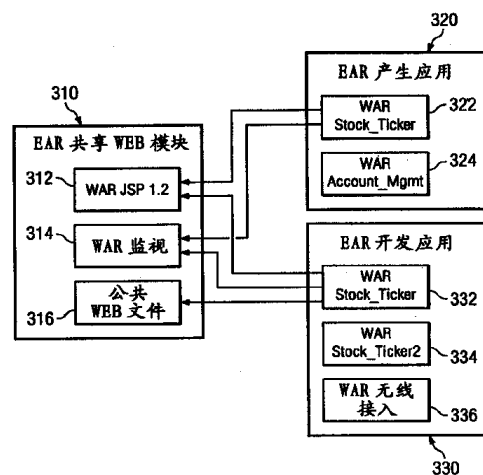 310
EAR 共享 WEB 模块
312
WAR JSP 1.2
314
WAR 监视
316
公共
WEB 文件
320
EAR 产生应用
WAR
Stock_Ticker
322
WAR
Account_Mgmt
324
EAR 开发应用
WAR
Stock_Ticker
332
WAR
Stock_Ticker2
334
WAR 无线
接入
336
330